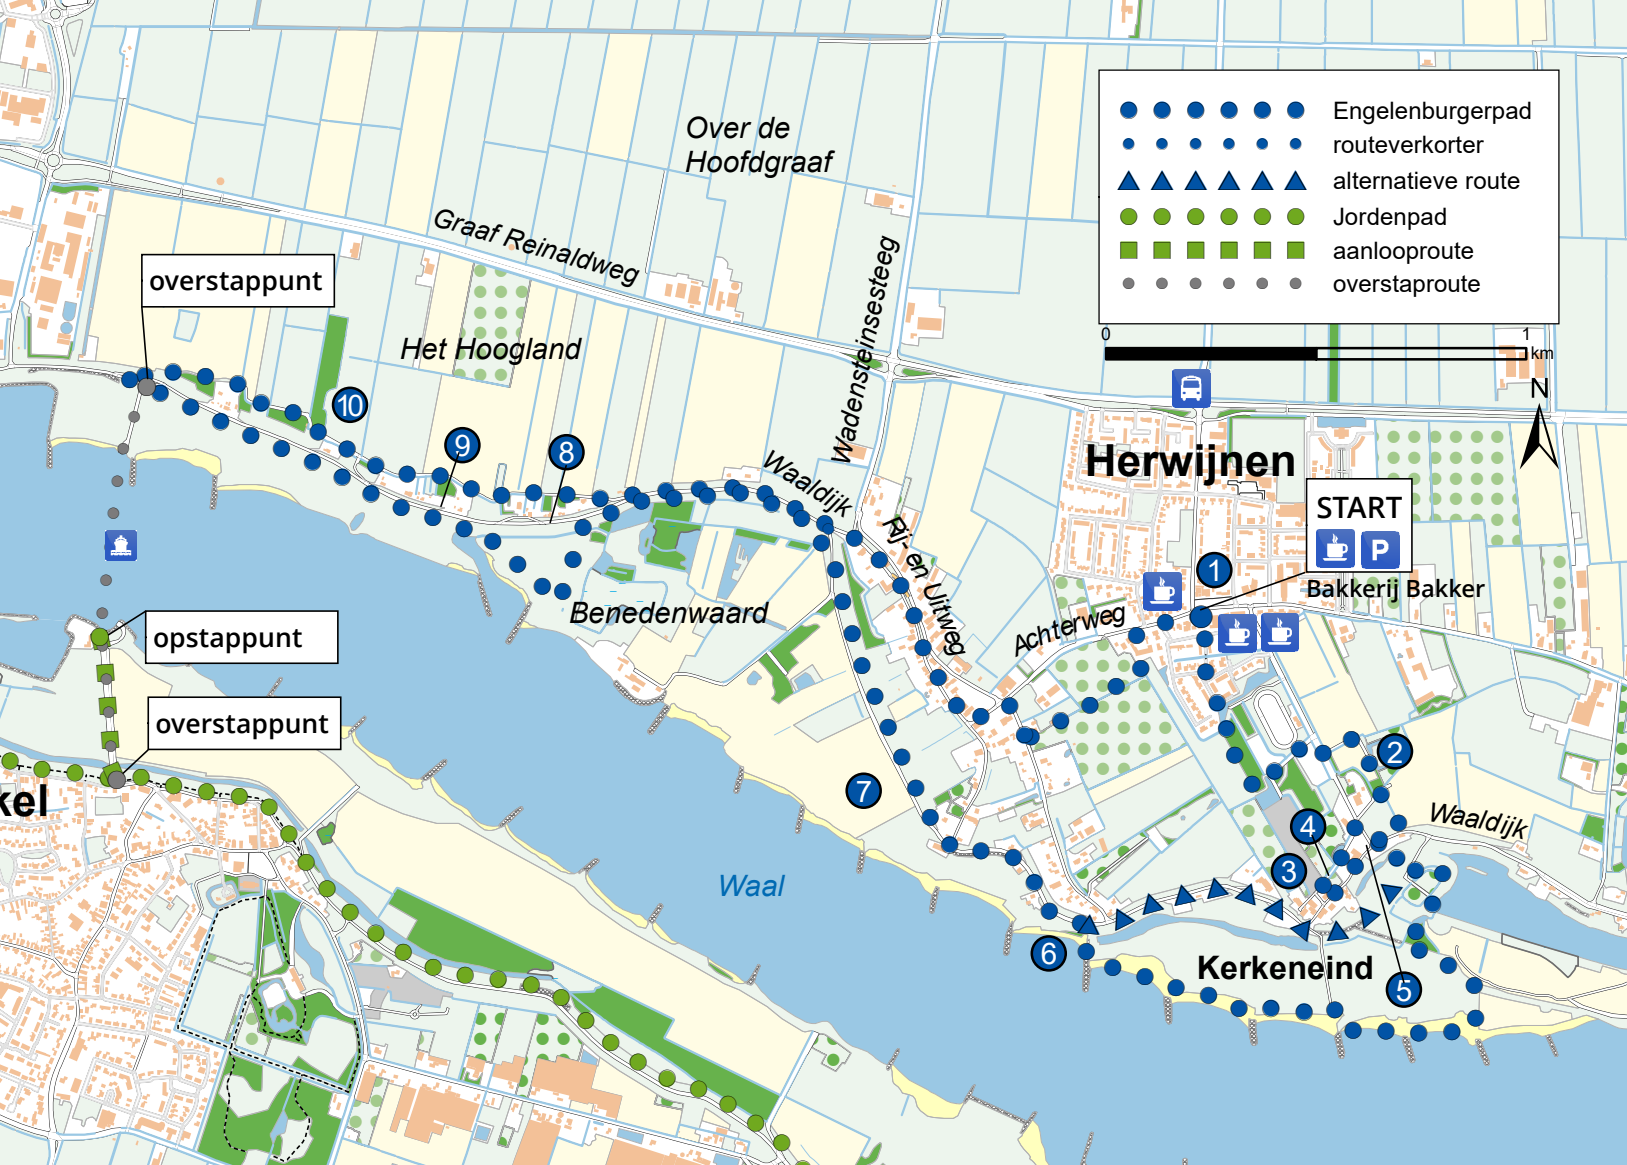 Over de
Hoofdgraaf
Engelenburgerpad
routeverkorter
alternatieve route
Jordenpad
aanlooproute
overstaproute
0
1
km
N
Graaf Reinaldweg
Wadensteinsesteeg
overstappunt
Het Hoogland
10
9
8
Waaldijk
Herwijnen
START
P
Bakkerij Bakker
1
Rij- en Uitweg
Achterweg
Benedenwaard
opstappunt
overstappunt
kel
7
2
Waaldijk
4
3
Waal
6
Kerkeneind
5